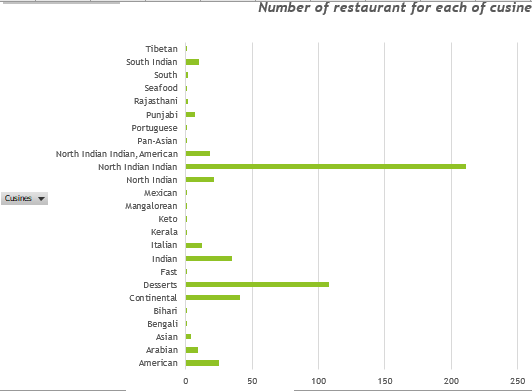 Number of restaurant for each of cusine
Tibetan
South Indian
South
Seafood
Rajasthani
Punjabi
Portuguese
Pan-Asian
North Indian Indian,American
North Indian Indian
North Indian
Cusines
Mexican
Mangalorean
Keto
Kerala
Italian
Indian
Fast
Desserts
Continental
Bihari
Bengali
Asian
Arabian
American
0 50 100 150 200 250